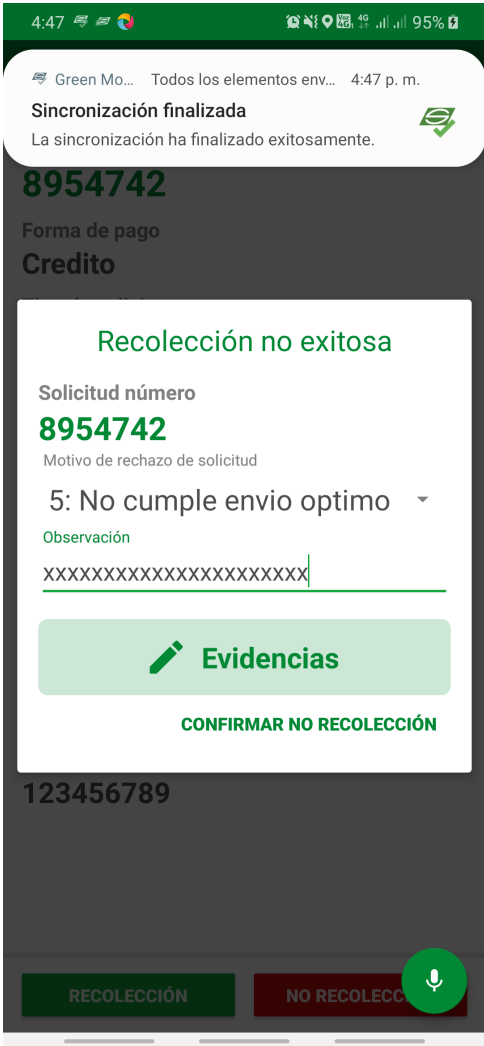 4:47 95%
Green Mo... Todos los elementos env... 4:47 p. m.
Sincronización finalizada
La sincronización ha finalizado exitosamente.
8954742
Forma de pago
Credito
Recolección no exitosa
Solicitud número
8954742
Motivo de rechazo de solicitud
5: No cumple envio optimo
Observación
xxxxxxxxxxxxxxxxxxxxxx
Evidencias
CONFIRMAR NO RECOLECCIÓN
123456789
RECOLECCIÓN NO RECOLECC